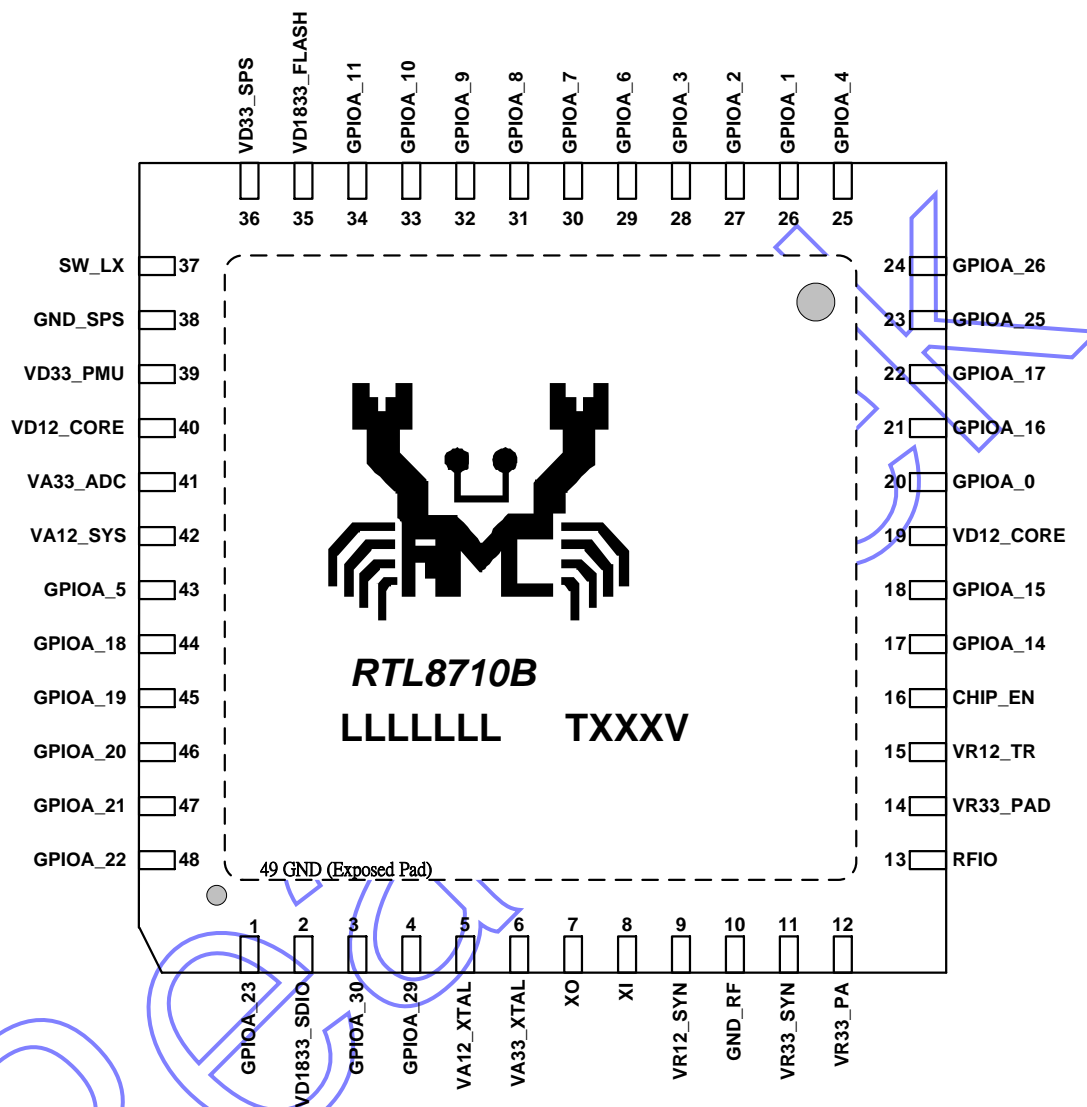 VD33_SPS
VD1833_FLASH
GPIOA_11
GPIOA_10
GPIOA_9
GPIOA_8
GPIOA_7
GPIOA_6
GPIOA_3
GPIOA_2
GPIOA_1
GPIOA_4
36 35 34 33 32 31 30 29 28 27 26 25
SW_LX 37 24 GPIOA_26
GND_SPS 38 23 GPIOA_25
VD33_PMU 39 22 GPIOA_17
VD12_CORE 40 21 GPIOA_16
VA33_ADC 41 20 GPIOA_0
VA12_SYS 42 19 VD12_CORE
GPIOA_5 43 18 GPIOA_15
GPIOA_18 44 17 GPIOA_14
GPIOA_19 45 16 CHIP_EN
GPIOA_20 46 15 VR12_TR
GPIOA_21 47 14 VR33_PAD
GPIOA_22 48 13 RFIO
RTL8710B
LLLLLLL TXXXV
49 GND (Exposed Pad)
1 2 3 4 5 6 7 8 9 10 11 12
GPIOA_23
VD1833_SDIO
GPIOA_30
GPIOA_29
VA12_XTAL
VA33_XTAL
XO
XI
VR12_SYN
GND_RF
VR33_SYN
VR33_PA